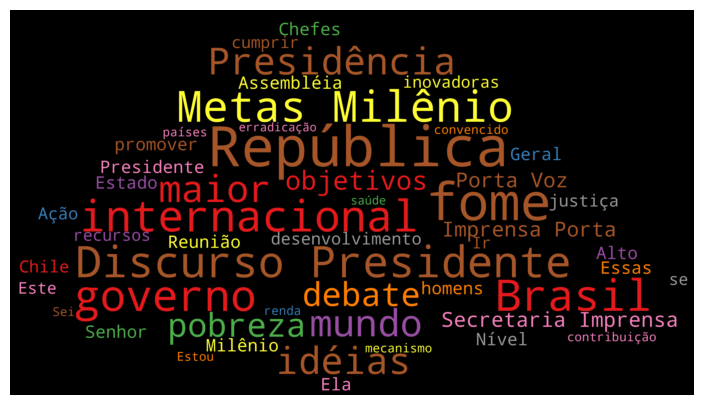 Chefes
cumprir
Presidência
Assembléia inovadoras
Metas Milênio
países erradicação convencido
promover República Geral
Presidente
Estado maior objetivos Porta Voz
saúde fome justiça
Ação internacional Imprensa Porta
recursos Reunião desenvolvimento Ir
Chile Discurso Presidente Alto
Essas
Este governo debate homens Brasil se
Sei renda
Senhor pobreza mundo Secretaria Imprensa
Milênio Nível contribuição
Estou idéias mecanismo
Ela